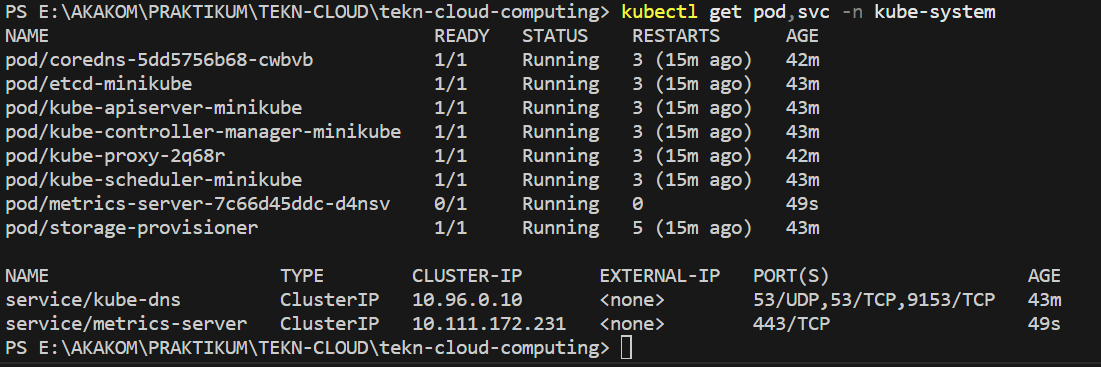 PS E:\AKAKOM\PRAKTIKUM\TEKN-CLOUD\tekn-cloud-computing> kubectl get pod,svc -n kube-system
NAME                                   READY   STATUS    RESTARTS      AGE
pod/coredns-5dd5756b68-cwbvb           1/1     Running   3 (15m ago)   42m
pod/etcd-minikube                      1/1     Running   3 (15m ago)   43m
pod/kube-apiserver-minikube            1/1     Running   3 (15m ago)   43m
pod/kube-controller-manager-minikube   1/1     Running   3 (15m ago)   43m
pod/kube-proxy-2q68r                   1/1     Running   3 (15m ago)   42m
pod/kube-scheduler-minikube            1/1     Running   3 (15m ago)   43m
pod/metrics-server-7c66d45ddc-d4nsv    0/1     Running   0             49s
pod/storage-provisioner                1/1     Running   5 (15m ago)   43m

NAME                     TYPE        CLUSTER-IP       EXTERNAL-IP   PORT(S)                  AGE
service/kube-dns         ClusterIP   10.96.0.10       <none>        53/UDP,53/TCP,9153/TCP   43m
service/metrics-server   ClusterIP   10.111.172.231   <none>        443/TCP                  49s
PS E:\AKAKOM\PRAKTIKUM\TEKN-CLOUD\tekn-cloud-computing>